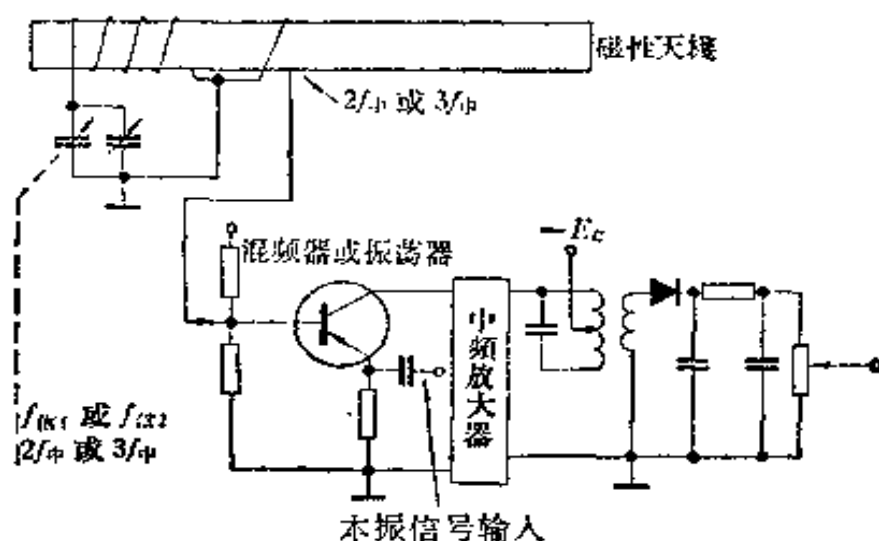 磁性天线
2f中 或 3f中
混频器或振荡器
—Ec
中频放大器
2f中 或 3f中
本振信号输入